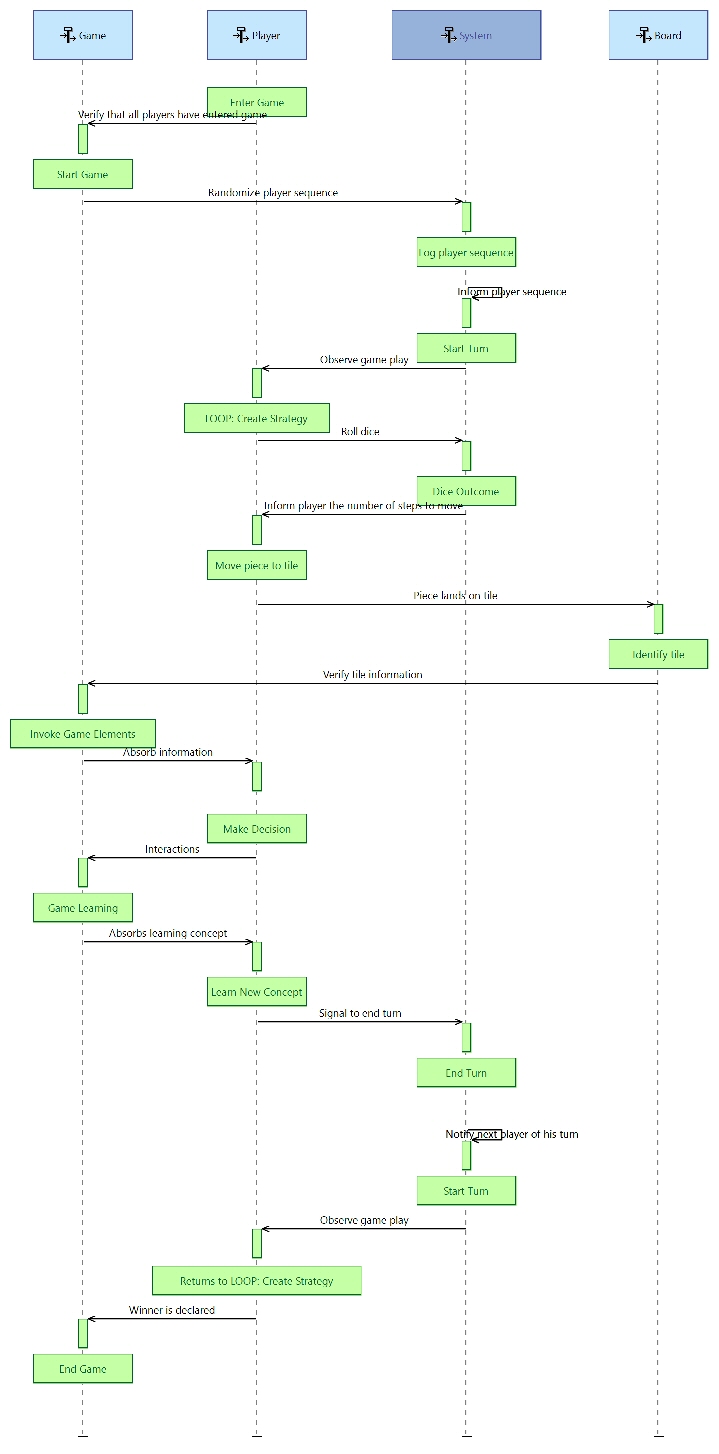 Game
Player
System
Board
Enter Game
Verify that all players have entered game
Start Game
Randomize player sequence
Log player sequence
Inform player sequence
Start Turn
Observe game play
LOOP: Create Strategy
Roll dice
Dice Outcome
Inform player the number of steps to move
Move piece to tile
Piece lands on tile
Identify tile
Verify tile information
Invoke Game Elements
Absorb information
Make Decision
Interactions
Game Learning
Absorbs learning concept
Learn New Concept
Signal to end turn
End Turn
Notify next player of his turn
Start Turn
Observe game play
Returns to LOOP: Create Strategy
Winner is declared
End Game